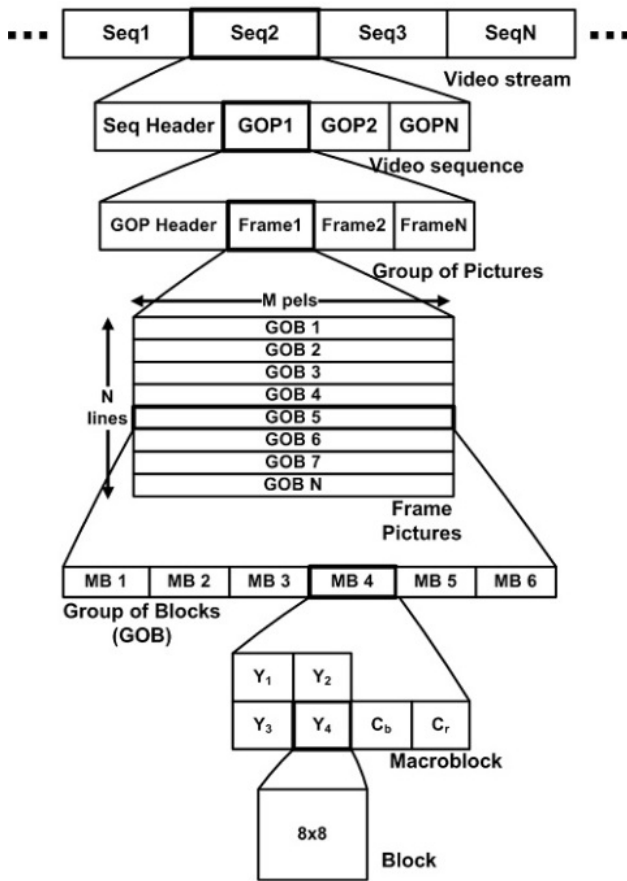 Seq1 Seq2 Seq3 SeqN
Video stream
Seq Header GOP1 GOP2 GOPN
Video sequence
GOP Header Frame1 Frame2 FrameN
Group of Pictures
M pels
GOB 1
GOB 2
GOB 3
GOB 4
N
lines
GOB 5
GOB 6
GOB 7
GOB N
Frame
Pictures
MB 1 MB 2 MB 3 MB 4 MB 5 MB 6
Group of Blocks
(GOB)
Y₁ Y₂
Y₃ Y₄ C_b C_r
Macroblock
8x8
Block